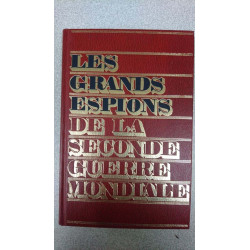 LES
GRANDS
ESPIONS
DE LA
SECONDE
GUERRE
MONDIALE